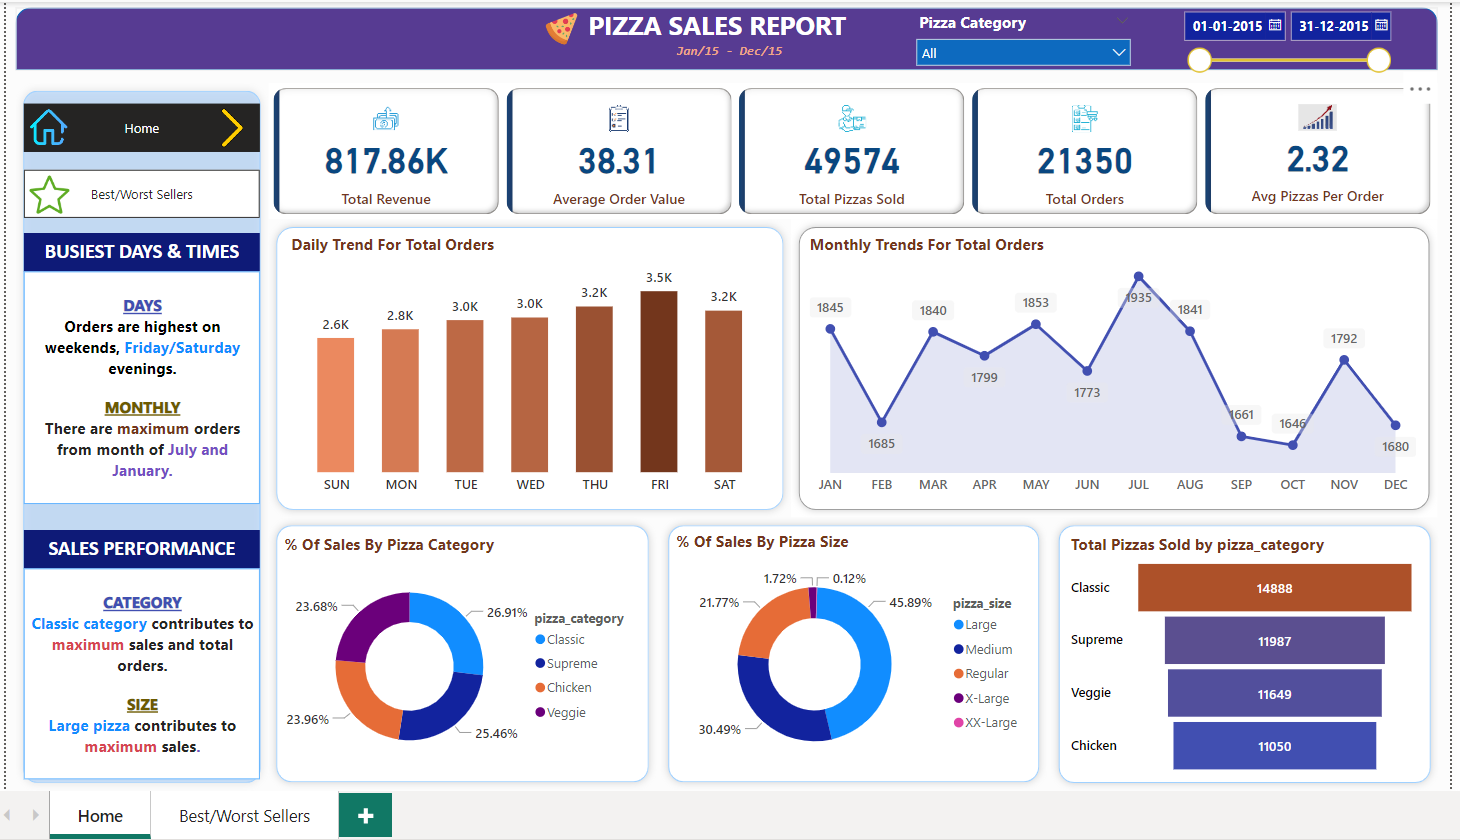 PIZZA SALES REPORT
Jan/15 - Dec/15
Pizza Category
All
01-01-2015
31-12-2015
Home
Best/Worst Sellers
BUSIEST DAYS & TIMES
DAYS
Orders are highest on
weekends, Friday/Saturday
evenings.
MONTHLY
There are maximum orders
from month of July and
January.
SALES PERFORMANCE
CATEGORY
Classic category contributes to
maximum sales and total
orders.
SIZE
Large pizza contributes to
maximum sales.
817.86K
Total Revenue
38.31
Average Order Value
49574
Total Pizzas Sold
21350
Total Orders
2.32
Avg Pizzas Per Order
Daily Trend For Total Orders
2.6K
2.8K
3.0K
3.0K
3.2K
3.5K
3.2K
SUN MON TUE WED THU FRI SAT
Monthly Trends For Total Orders
1845
1685
1840
1799
1853
1773
1935
1841
1661
1646
1792
1680
JAN FEB MAR APR MAY JUN JUL AUG SEP OCT NOV DEC
% Of Sales By Pizza Category
23.68%
26.91%
23.96%
25.46%
pizza_category
Classic
Supreme
Chicken
Veggie
% Of Sales By Pizza Size
1.72%
0.12%
21.77%
45.89%
30.49%
pizza_size
Large
Medium
Regular
X-Large
XX-Large
Total Pizzas Sold by pizza_category
Classic 14888
Supreme 11987
Veggie 11649
Chicken 11050
Home
Best/Worst Sellers
+